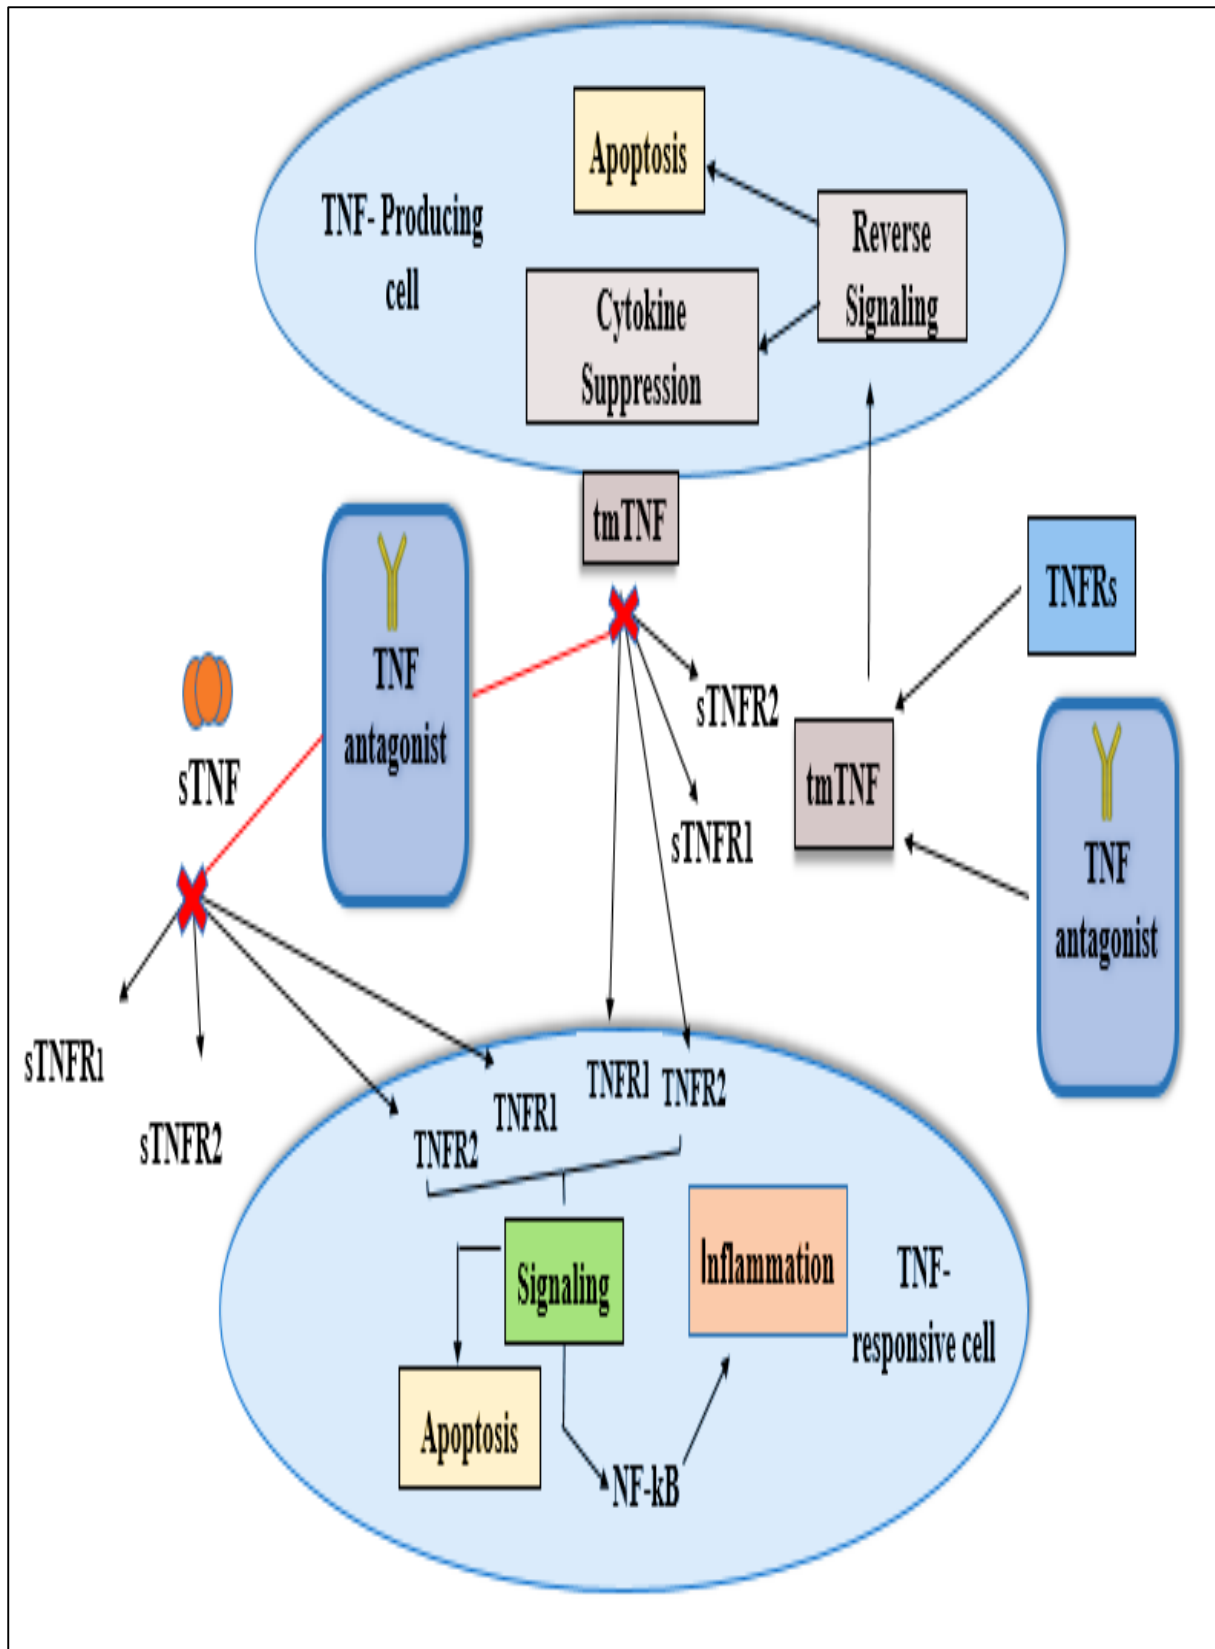 Apoptosis
TNF- Producing
cell
Reverse
Signaling
Cytokine
Suppression
tmTNF
TNF
antagonist
TNFRs
sTNF
sTNFR2
sTNFR1
tmTNF
TNF
antagonist
sTNFR1
sTNFR2
TNFR2
TNFR1
TNFR1
TNFR2
Signaling
Inflammation
TNF-
responsive cell
Apoptosis
NF-kB